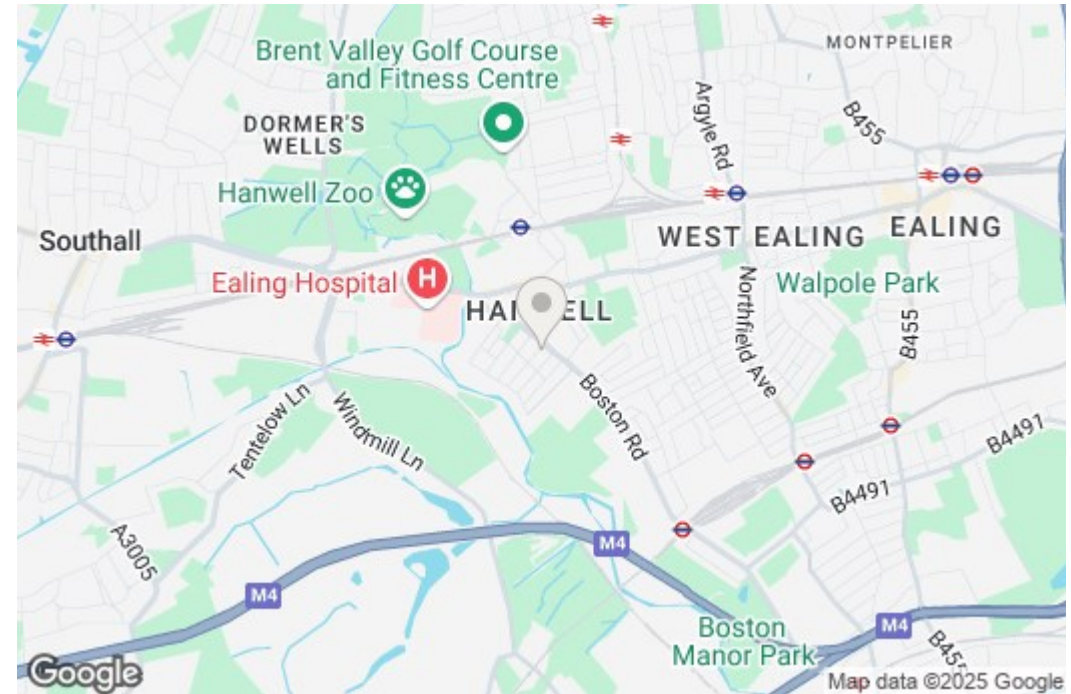 Brent Valley Golf Course
and Fitness Centre
MONTPELIER
DORMER'S
WELLS
Argyle Rd
B455
Hanwell Zoo
Southall
WEST EALING
EALING
Ealing Hospital
H
Walpole Park
Northfield Ave
B455
Boston Rd
Tentelow Ln
Windmill Ln
B4491
B4491
A3005
M4
M4
M4
Boston
Manor Park
Google
Map data ©2025 Google